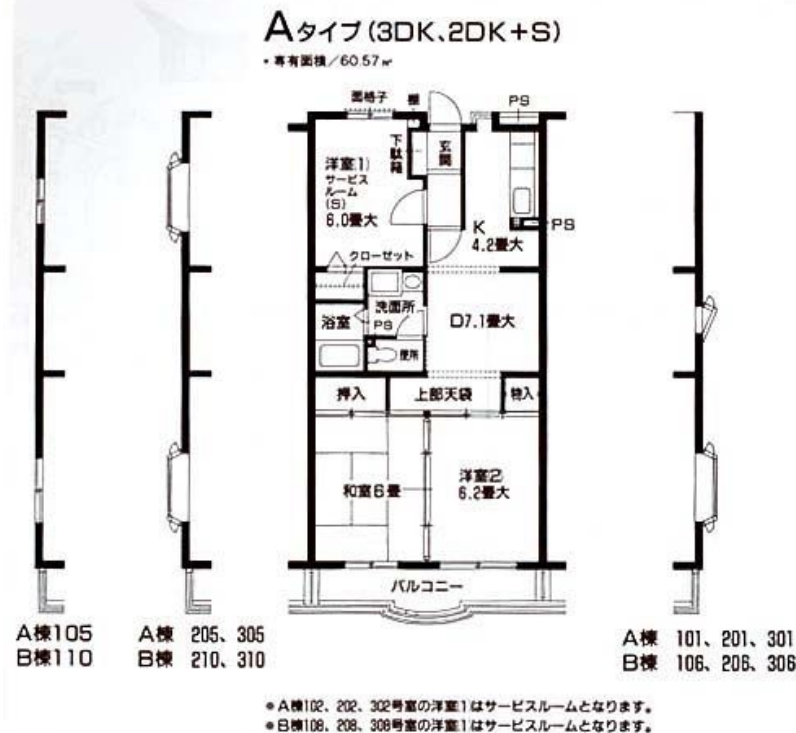 Aタイプ(3DK、2DK+S)
・専有面積/60.57㎡
面格子
棚
PS
下駄箱
玄関
洋室(1)
サービス
ルーム
(S)
6.0畳大
K
4.2畳大
PS
クローゼット
洗面所
浴室
PS
D7.1畳大
便所
押入
上部天袋
物入
和室6畳
洋室(2)
6.2畳大
バルコニー
A棟105
B棟110
A棟 205、305
B棟 210、310
A棟 101、201、301
B棟 106、206、306
●A棟102、202、302号室の洋室(1)はサービスルームとなります。
●B棟108、208、308号室の洋室(1)はサービスルームとなります。